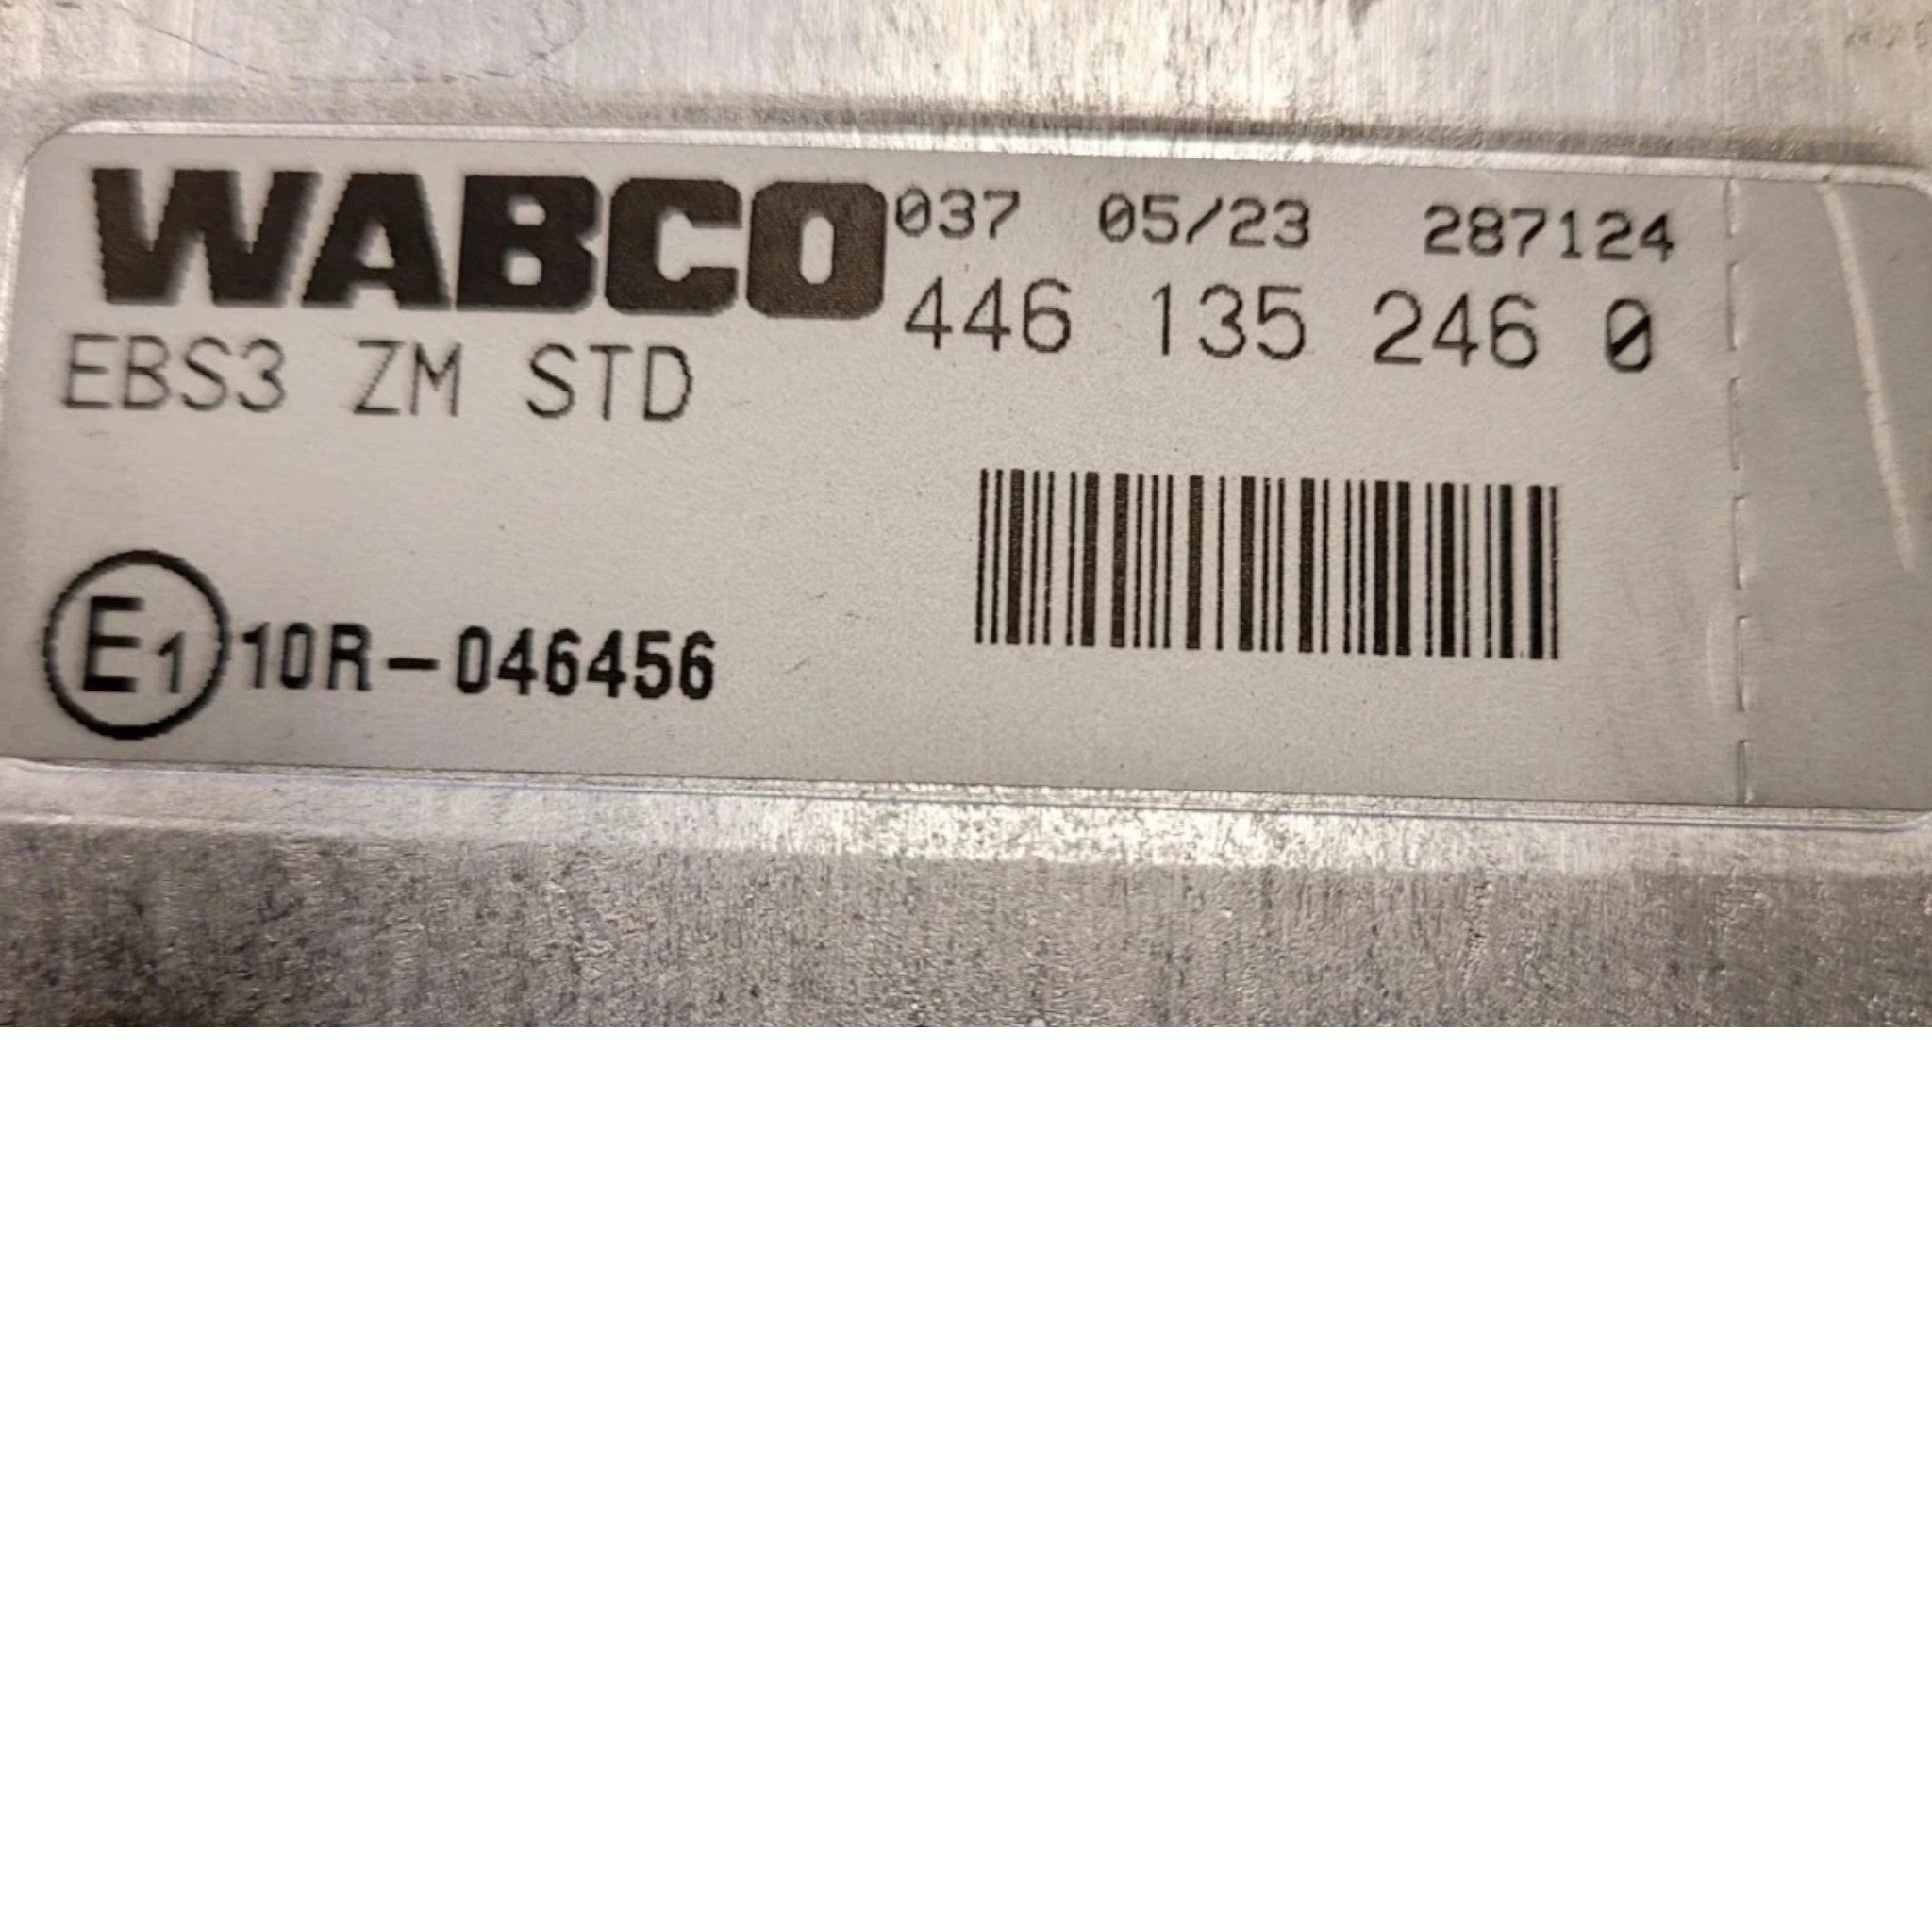 WABCO 037 05/23 287124
446 135 246 0
EBS3 ZM STD
E1 10R-046456